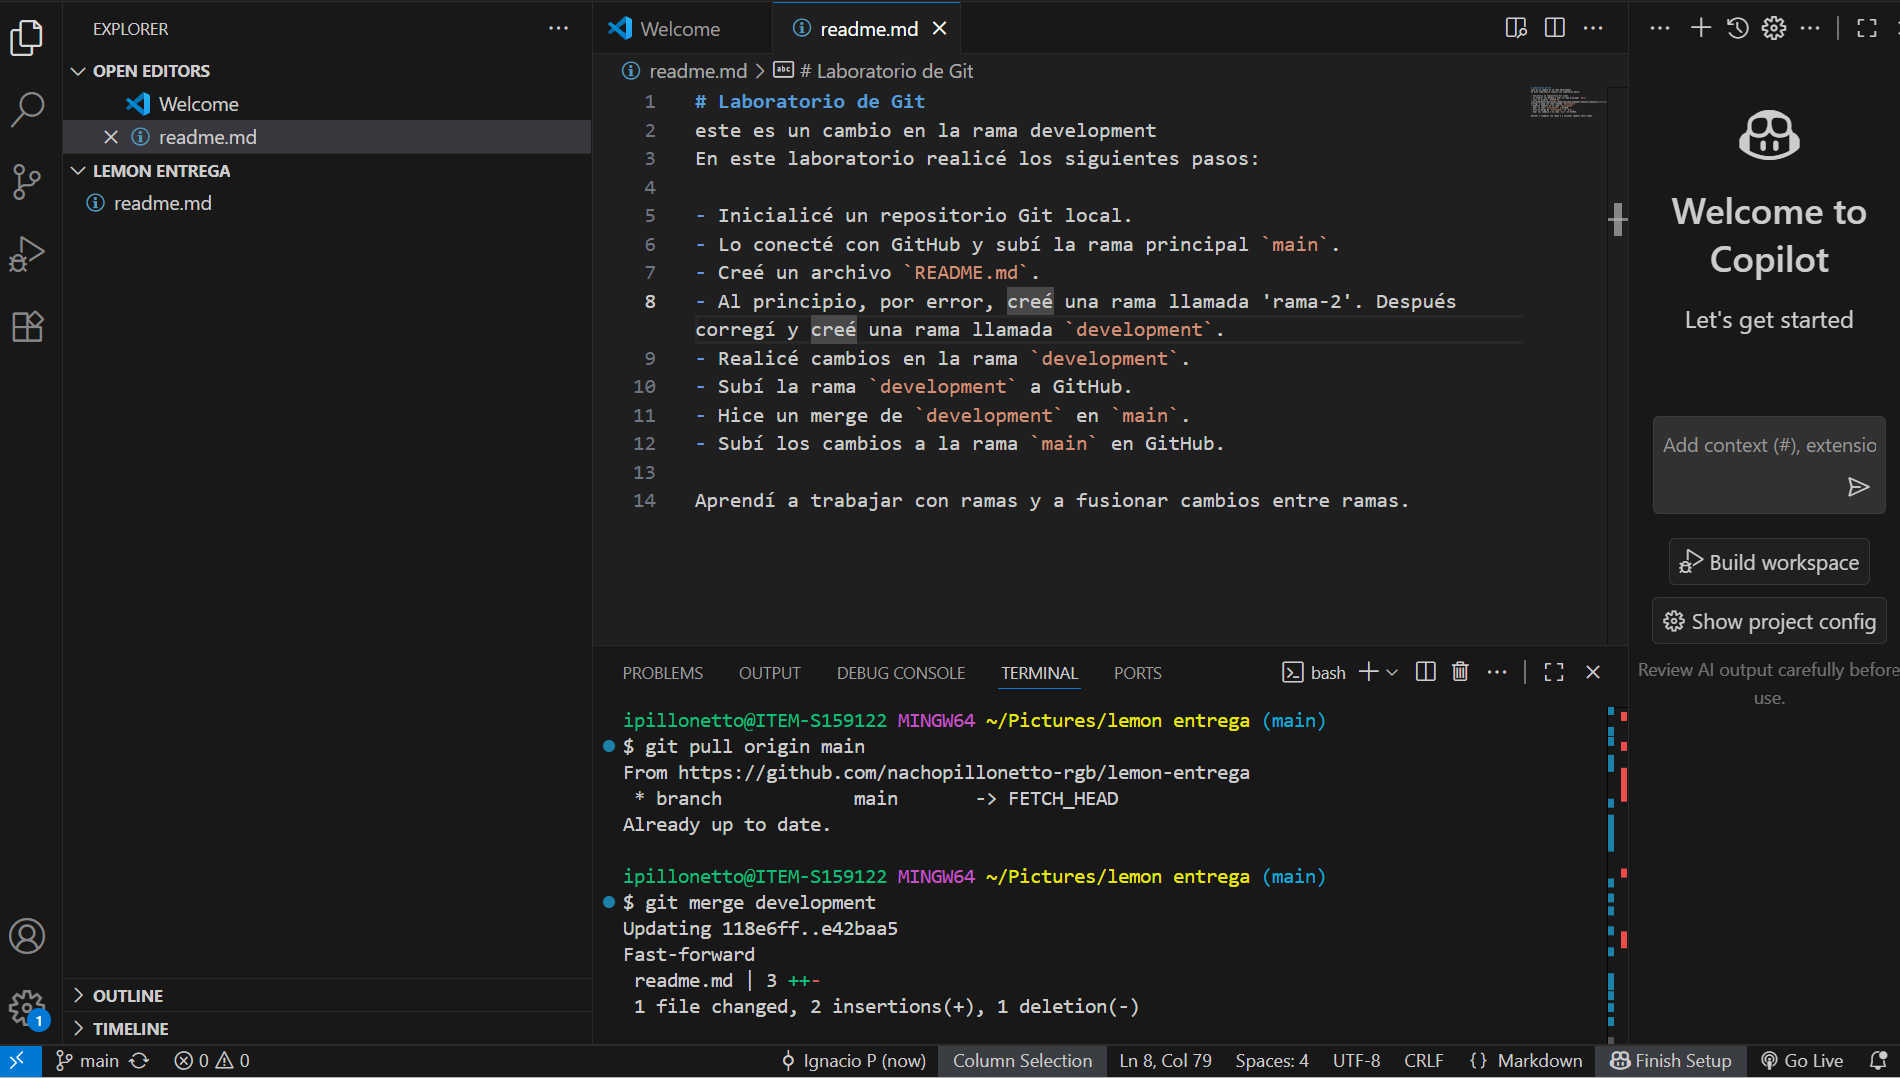 EXPLORER
OPEN EDITORS
Welcome
readme.md
LEMON ENTREGA
readme.md
OUTLINE
TIMELINE
Welcome
readme.md
readme.md > abc # Laboratorio de Git
1 # Laboratorio de Git
2 este es un cambio en la rama development
3 En este laboratorio realicé los siguientes pasos:
4
5 - Inicialicé un repositorio Git local.
6 - Lo conecté con GitHub y subí la rama principal `main`.
7 - Creé un archivo `README.md`.
8 - Al principio, por error, creé una rama llamada 'rama-2'. Después
corregí y creé una rama llamada `development`.
9 - Realicé cambios en la rama `development`.
10 - Subí la rama `development` a GitHub.
11 - Hice un merge de `development` en `main`.
12 - Subí los cambios a la rama `main` en GitHub.
13
14 Aprendí a trabajar con ramas y a fusionar cambios entre ramas.
PROBLEMS OUTPUT DEBUG CONSOLE TERMINAL PORTS bash
ipillonetto@ITEM-S159122 MINGW64 ~/Pictures/lemon entrega (main)
$ git pull origin main
From https://github.com/nachopillonetto-rgb/lemon-entrega
 * branch            main       -> FETCH_HEAD
Already up to date.
ipillonetto@ITEM-S159122 MINGW64 ~/Pictures/lemon entrega (main)
$ git merge development
Updating 118e6ff..e42baa5
Fast-forward
 readme.md | 3 ++-
 1 file changed, 2 insertions(+), 1 deletion(-)
Welcome to
Copilot
Let's get started
Add context (#), extensio
Build workspace
Show project config
Review AI output carefully before
use.
1
main 0 0 Ignacio P (now) Column Selection Ln 8, Col 79 Spaces: 4 UTF-8 CRLF {} Markdown Finish Setup Go Live